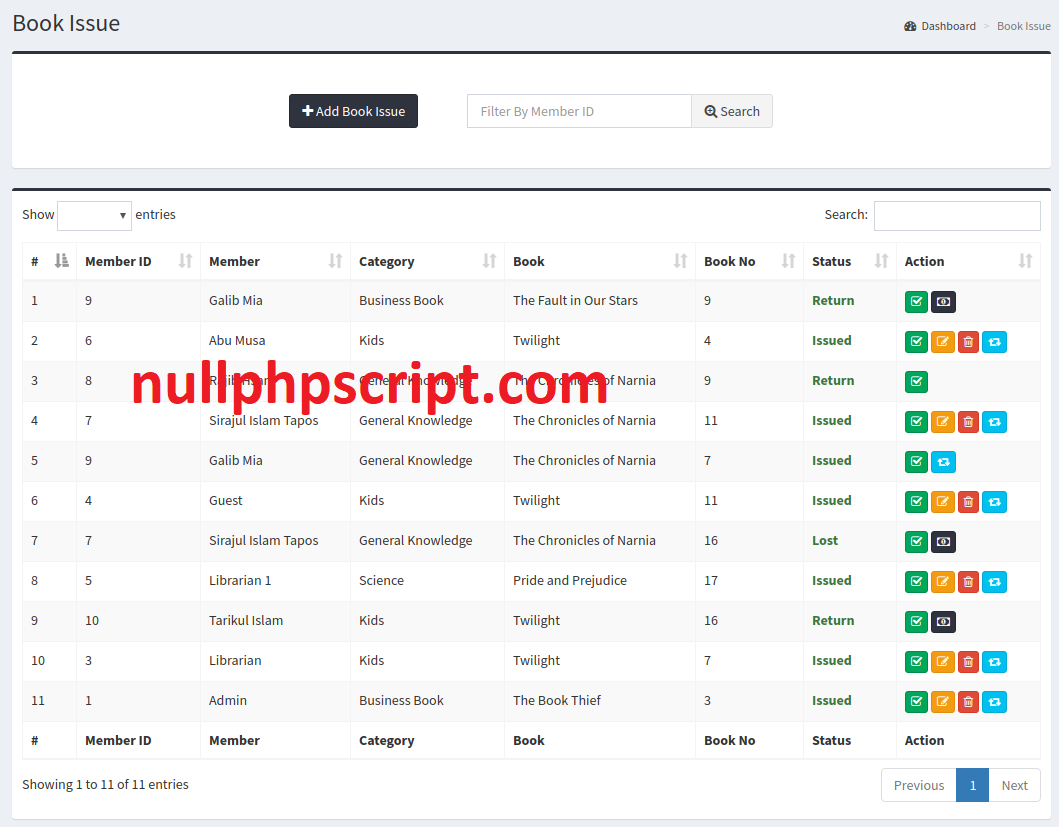 Book Issue
Dashboard > Book Issue
Add Book Issue Filter By Member ID Search
Show entries Search:
# Member ID Member Category Book Book No Status Action
1 9 Galib Mia Business Book The Fault in Our Stars 9 Return
2 6 Abu Musa Kids Twilight 4 Issued
3 8 General Knowledge The Chronicles of Narnia 9 Return
nullphpscript.com
4 7 Sirajul Islam Tapos General Knowledge The Chronicles of Narnia 11 Issued
5 9 Galib Mia General Knowledge The Chronicles of Narnia 7 Issued
6 4 Guest Kids Twilight 11 Issued
7 7 Sirajul Islam Tapos General Knowledge The Chronicles of Narnia 16 Lost
8 5 Librarian 1 Science Pride and Prejudice 17 Issued
9 10 Tarikul Islam Kids Twilight 16 Return
10 3 Librarian Kids Twilight 7 Issued
11 1 Admin Business Book The Book Thief 3 Issued
# Member ID Member Category Book Book No Status Action
Showing 1 to 11 of 11 entries Previous 1 Next